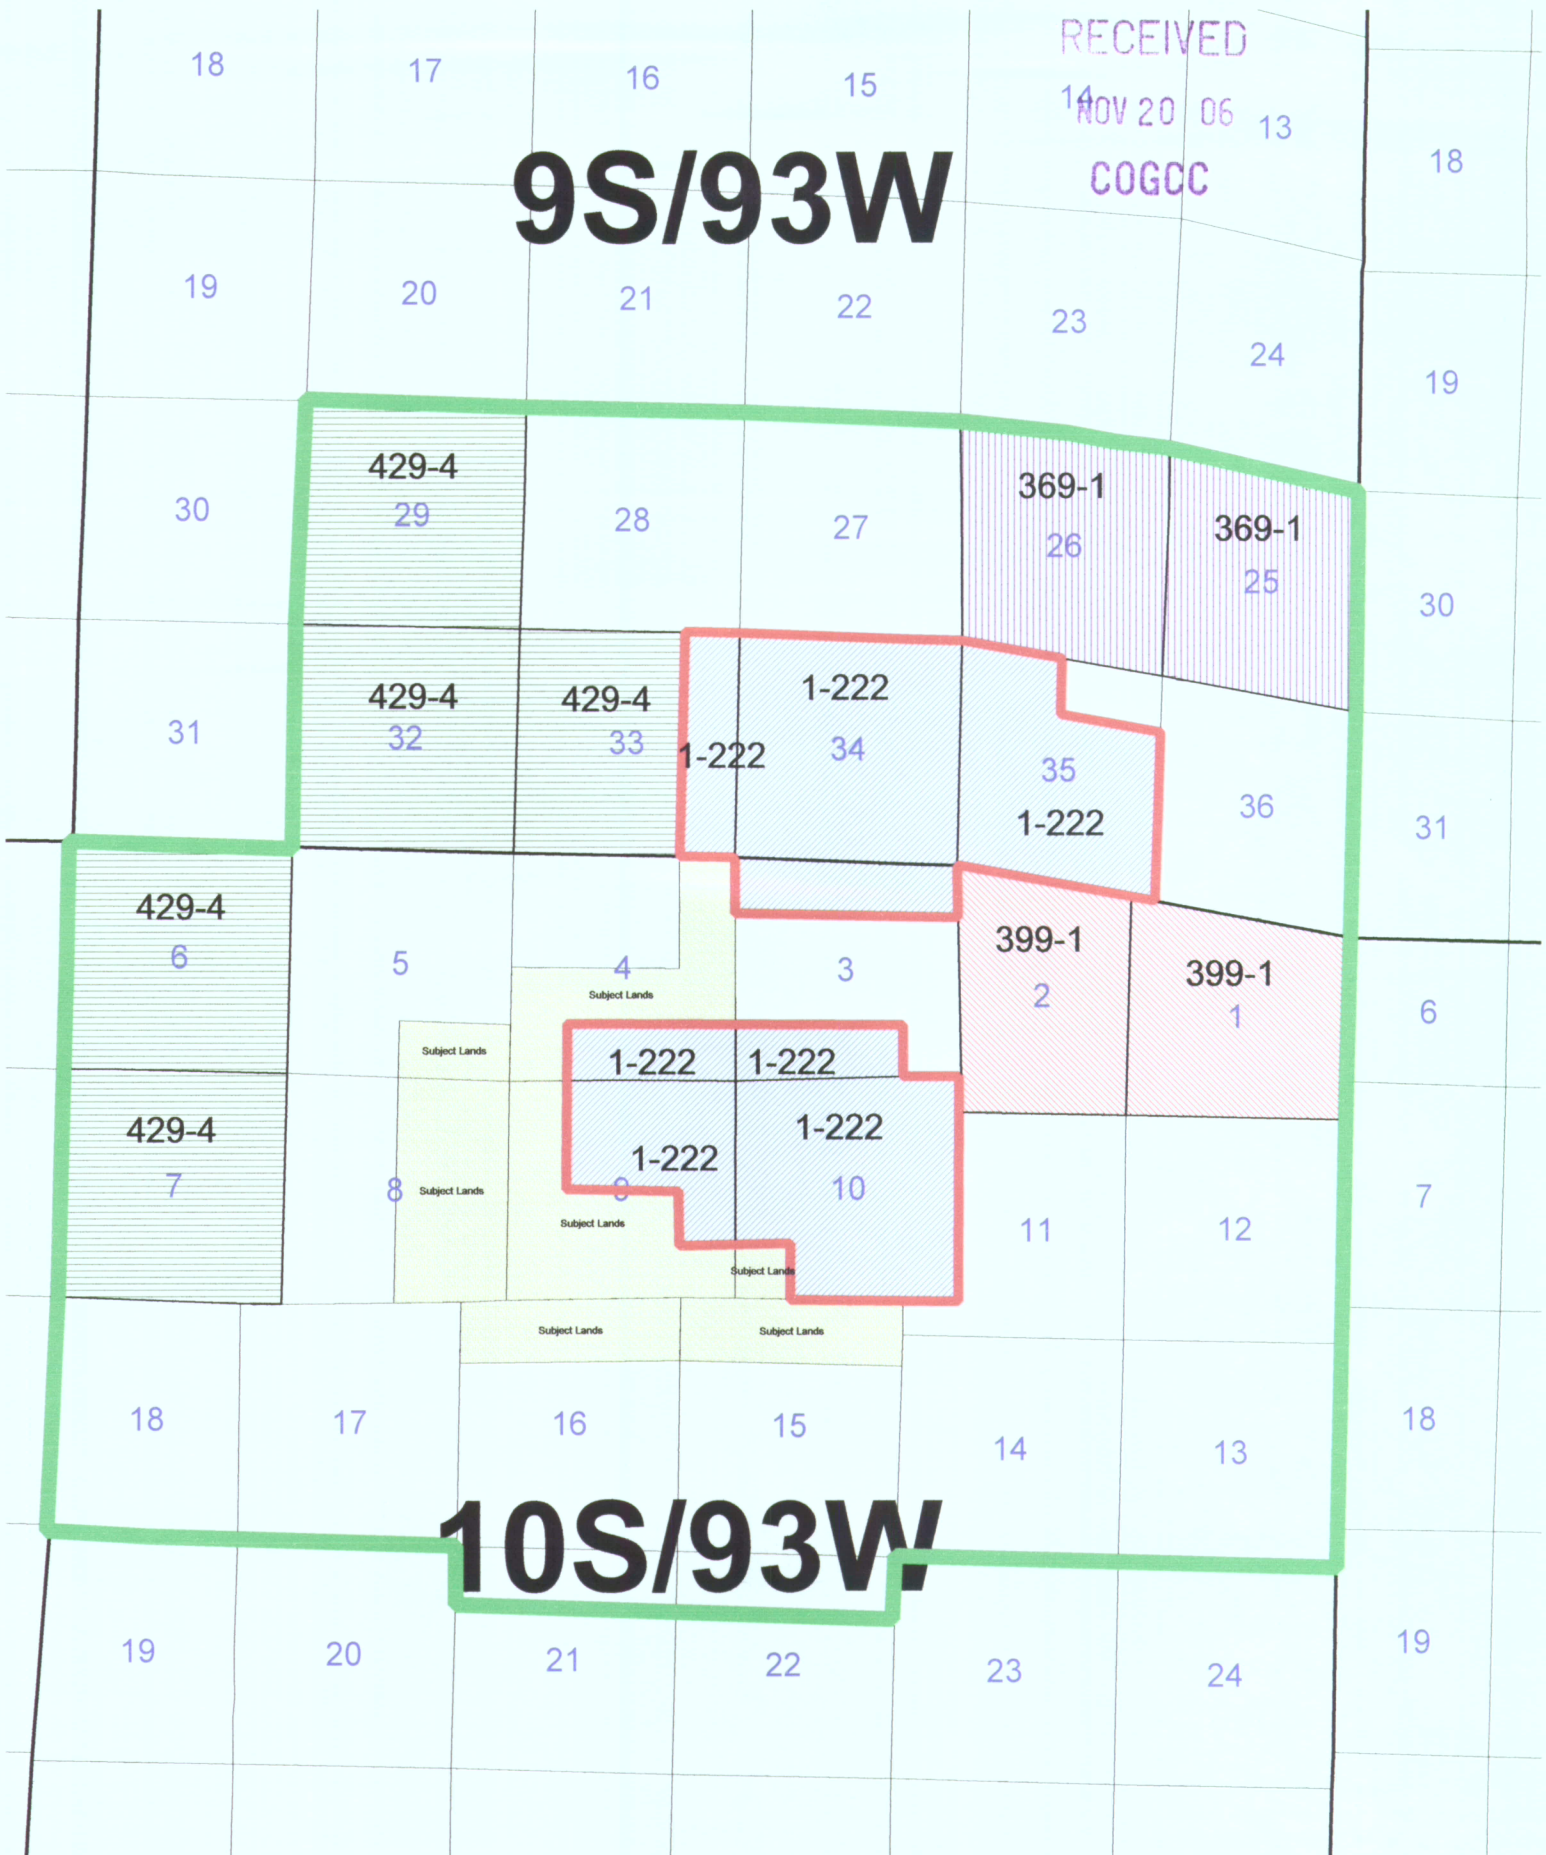 RECEIVED
18 17 16 15 14 13
NOV 20 06
18
COGCC
9S/93W
19 20 21 22 23 24 19
429-4 369-1 369-1
30 29 28 27 26 25 30
1-222
429-4 429-4
1-222
31 32 33 34 35 36 31
1-222
429-4 399-1 399-1
6 5 4 3 2 1 6
Subject Lands
Subject Lands
1-222 1-222
429-4 1-222
1-222
7 8 9 10 11 12 7
Subject Lands
Subject Lands
Subject Lands
Subject Lands Subject Lands
18 17 16 15 14 13 18
10S/93W
19 20 21 22 23 24 19